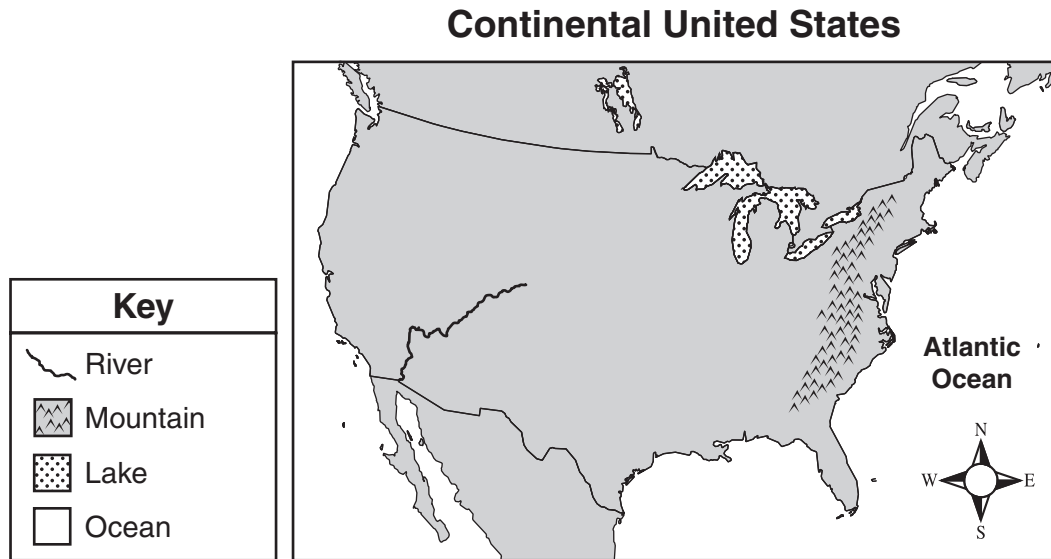 Continental United States
Key
River
Mountain
Lake
Ocean
Atlantic
Ocean
N
W
E
S